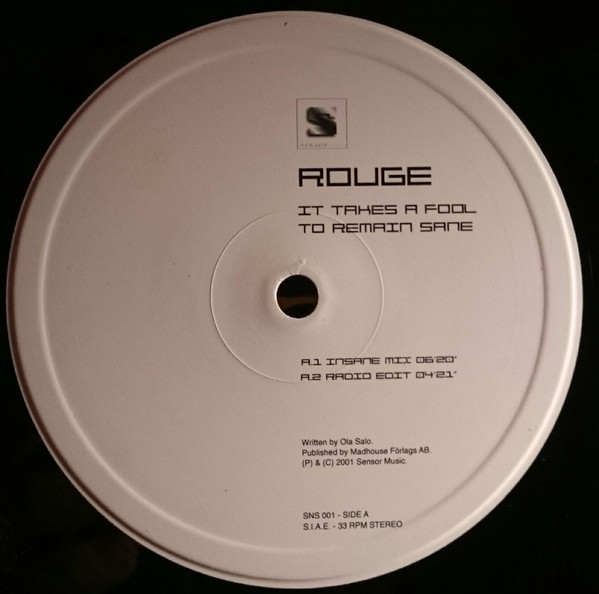 S
ROUGE
IT TAKES A FOOL
TO REMAIN SANE
A.1 INSANE MIX 06'20"
A.2 RADIO EDIT 04'21"
Written by Ola Salo.
Published by Madhouse Förlags AB.
(P) & (C) 2001 Sensor Music.
SNS 001 - SIDE A
S.I.A.E. - 33 RPM STEREO